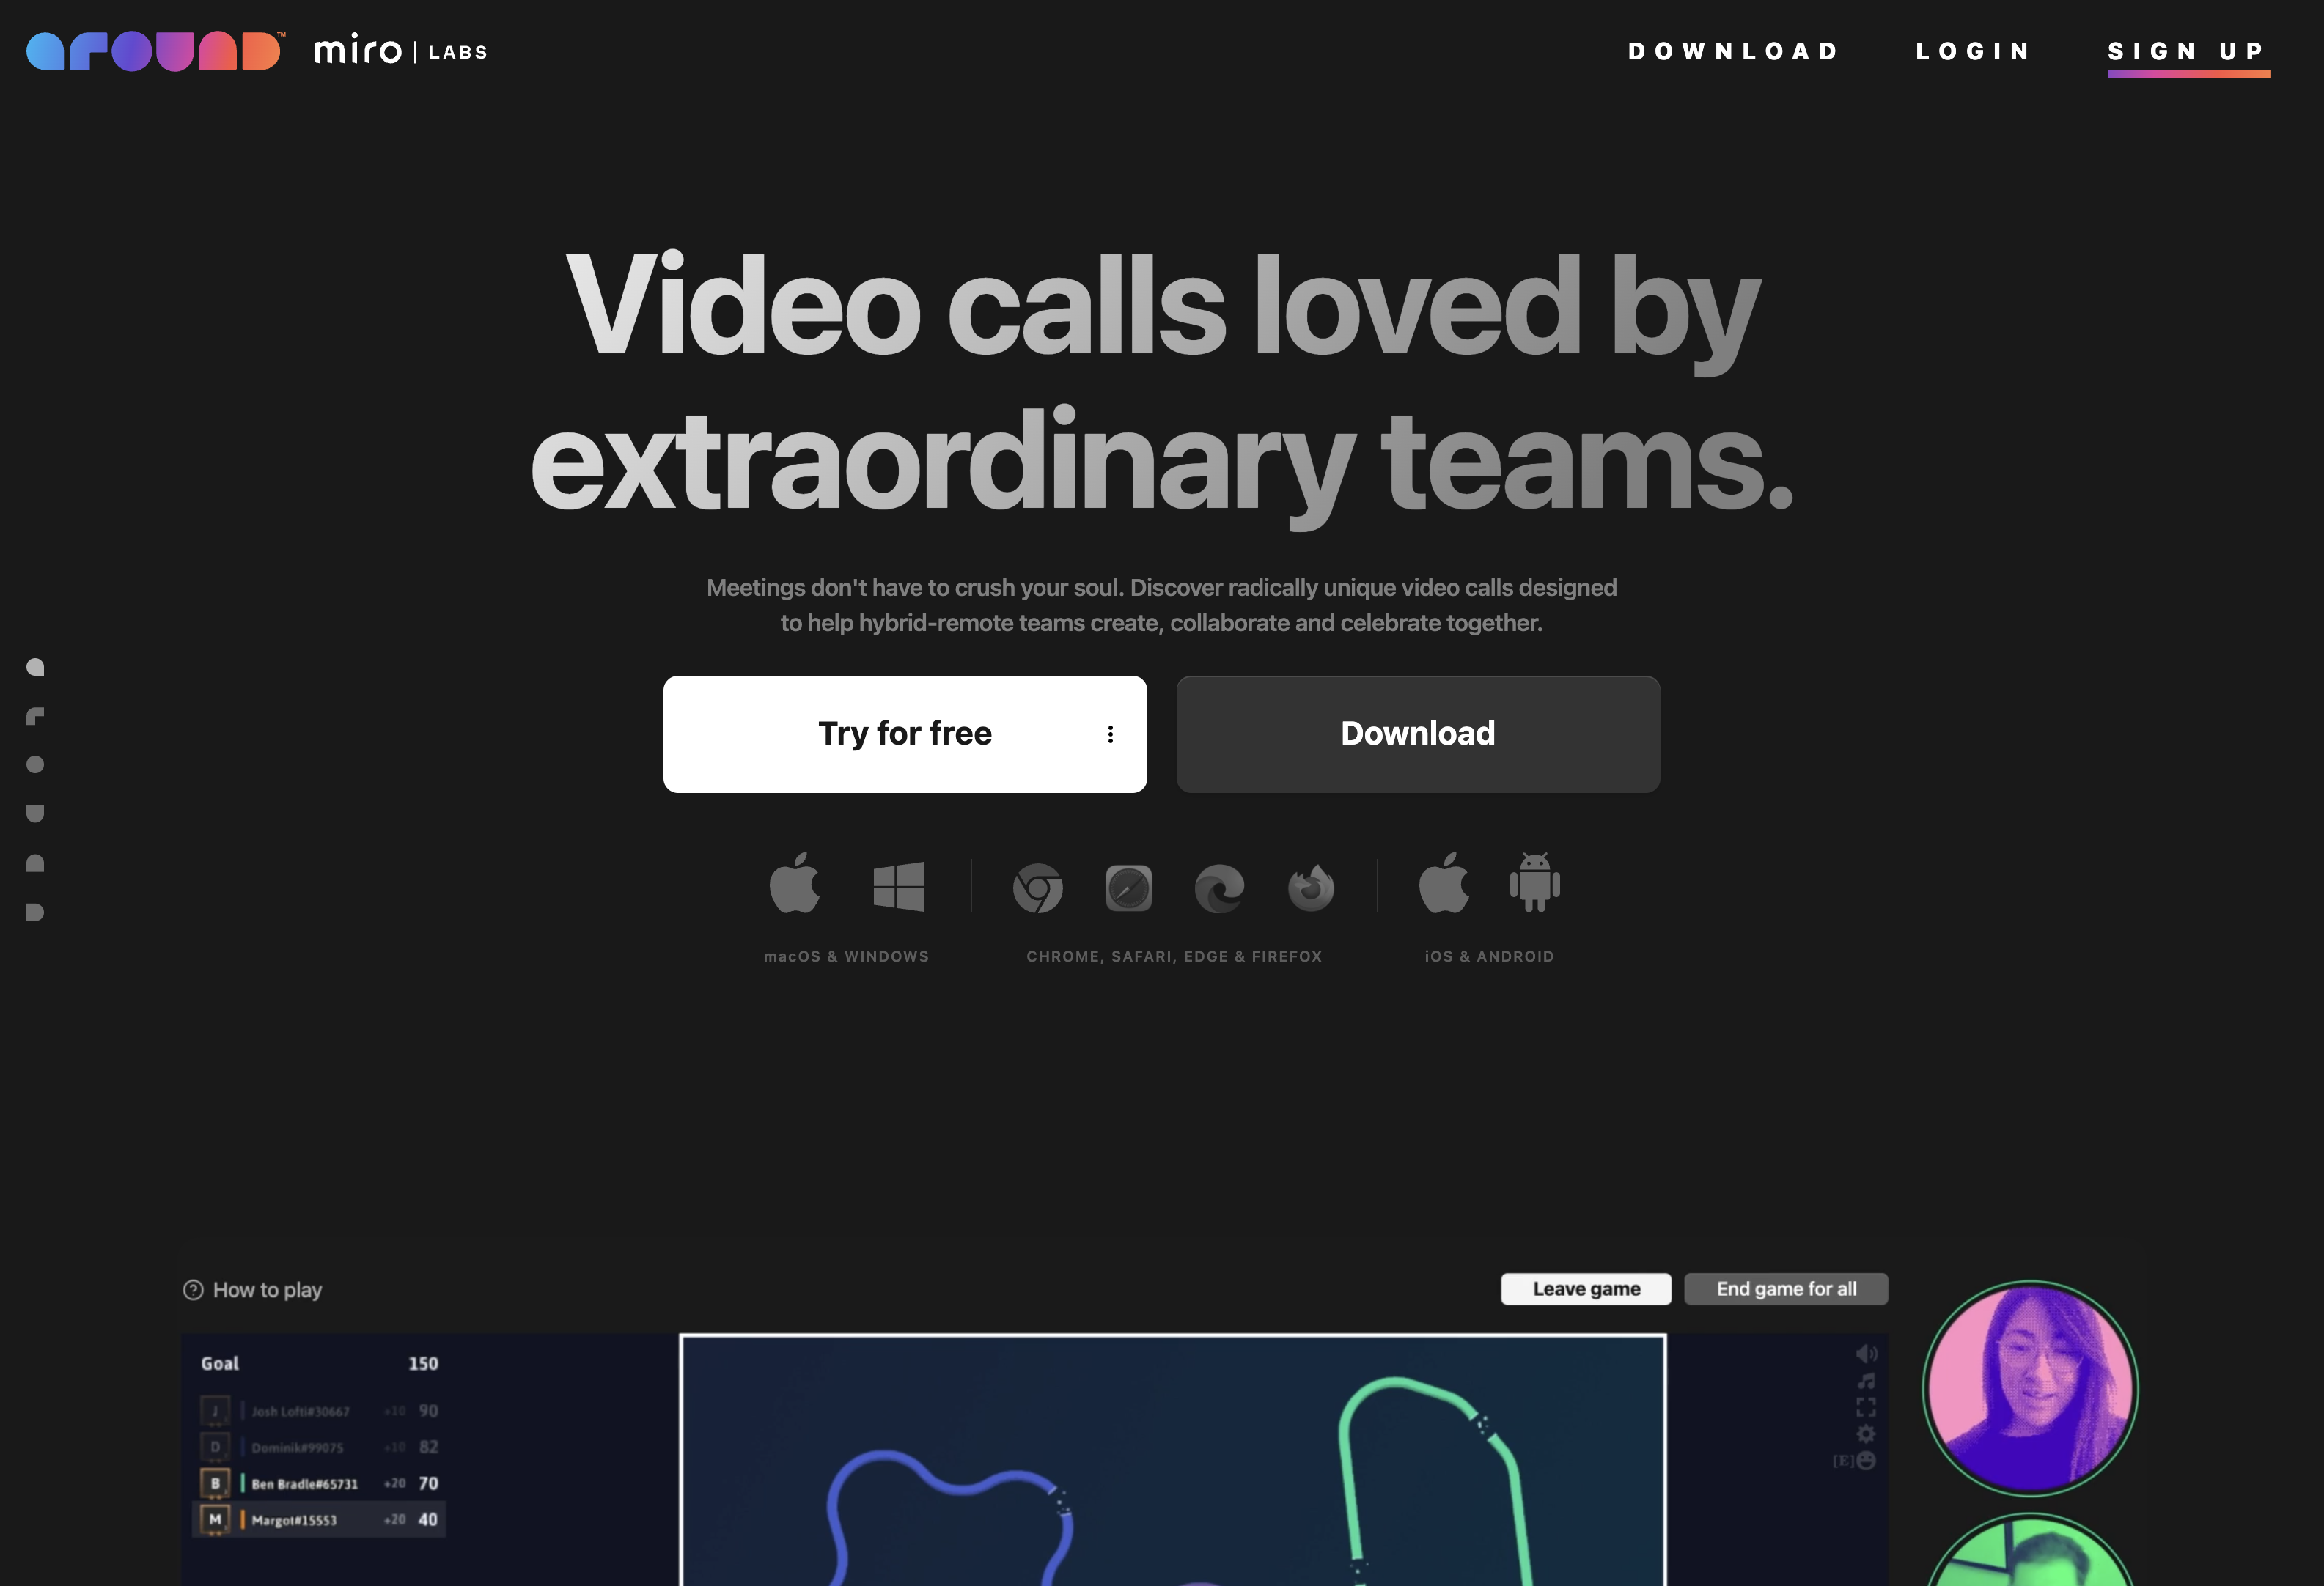 around™ miro | LABS
DOWNLOAD LOGIN SIGN UP
Video calls loved by
extraordinary teams.
Meetings don't have to crush your soul. Discover radically unique video calls designed
to help hybrid-remote teams create, collaborate and celebrate together.
Try for free
Download
macOS & WINDOWS
CHROME, SAFARI, EDGE & FIREFOX
iOS & ANDROID
a
r
o
u
n
d
? How to play
Leave game
End game for all
Goal 150
J Josh Lofti#30667 +10 90
D Dominik#99075 +10 82
B Ben Bradle#65731 +20 70
M Margot#15553 +20 40
[E]